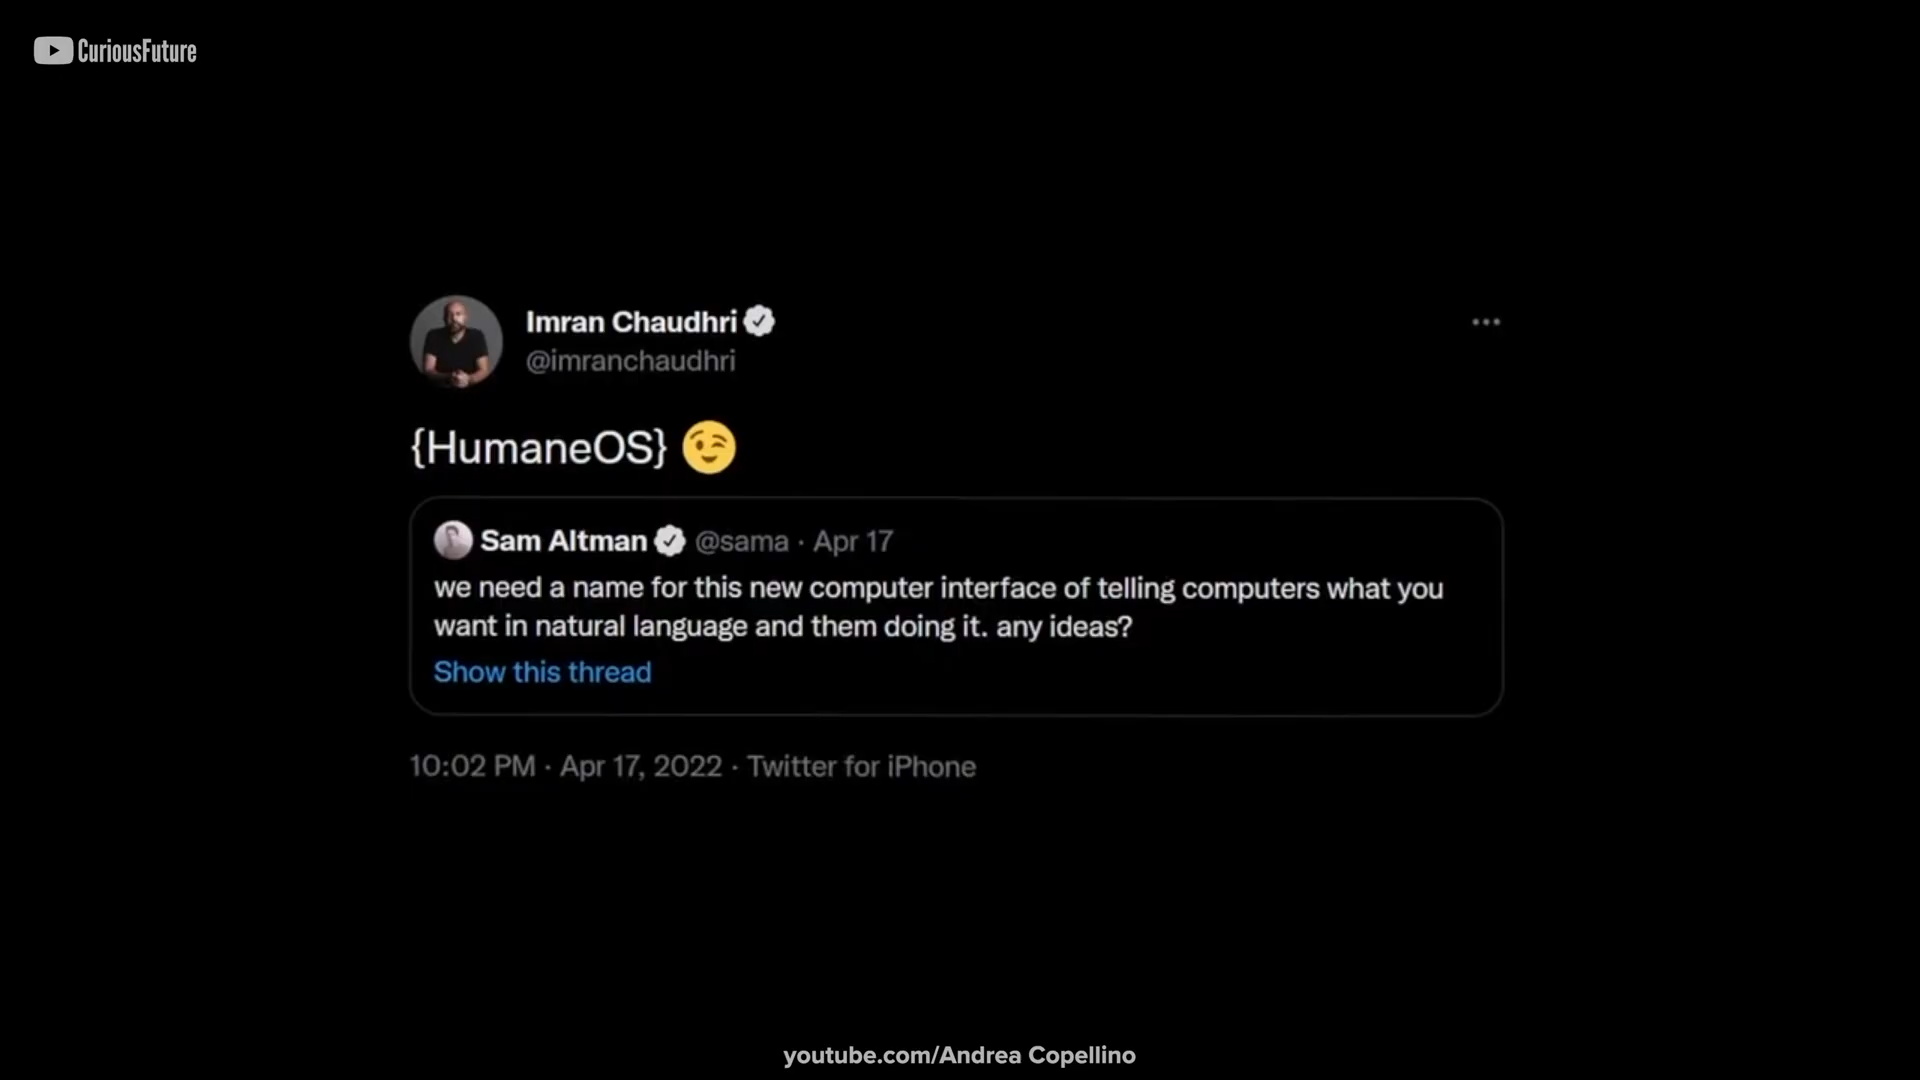 CuriousFuture
Imran Chaudhri
@imranchaudhri
{HumaneOS} 😉
Sam Altman @sama · Apr 17
we need a name for this new computer interface of telling computers what you
want in natural language and them doing it. any ideas?
Show this thread
10:02 PM · Apr 17, 2022 · Twitter for iPhone
youtube.com/Andrea Copellino